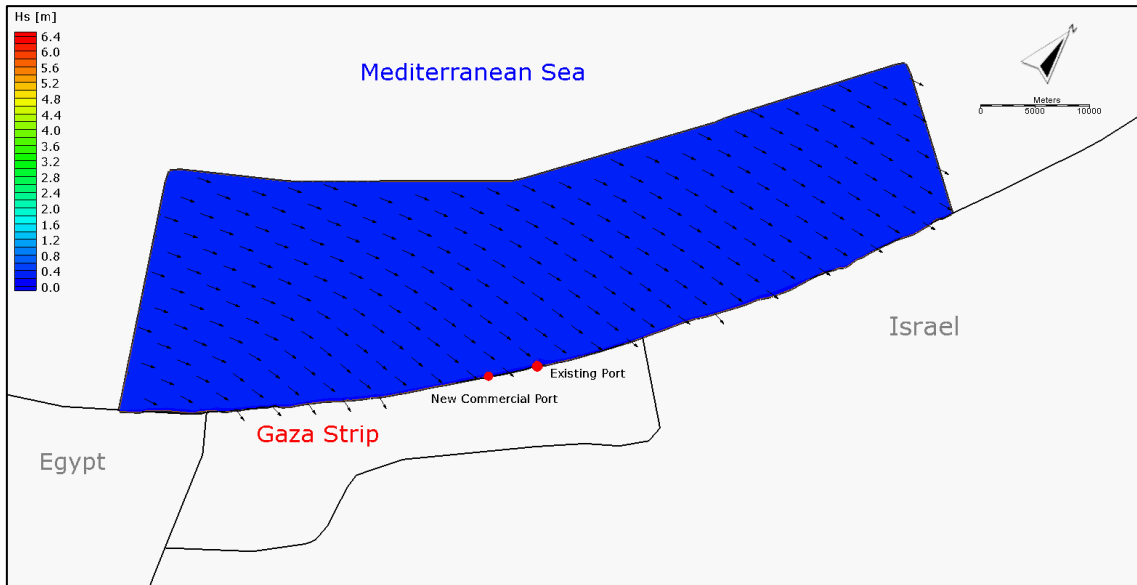 Hs [m]
6.4
6.0
5.6
5.2
4.8
4.4
4.0
3.6
3.2
2.8
2.4
2.0
1.6
1.2
0.8
0.4
0.0
Mediterranean Sea
N
Meters
0 5000 10000
Israel
Existing Port
New Commercial Port
Gaza Strip
Egypt